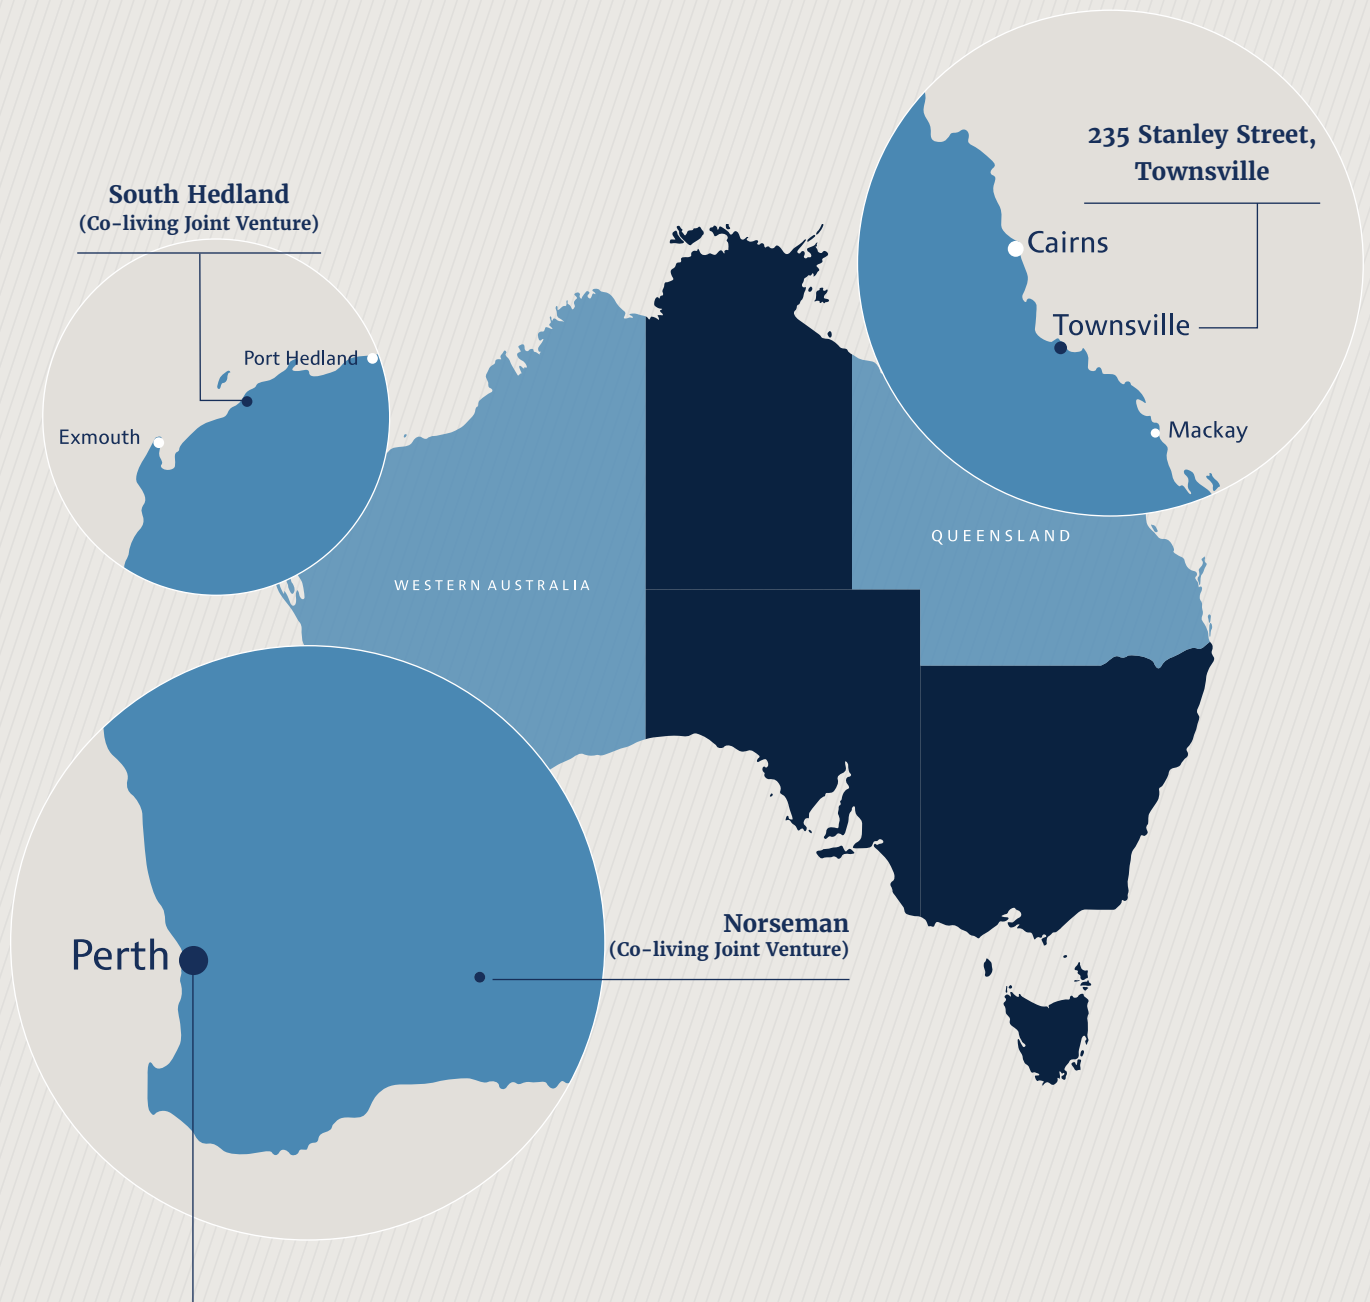 235 Stanley Street,
Townsville
South Hedland
(Co-living Joint Venture)
Cairns
Townsville
Port Hedland
Mackay
Exmouth
QUEENSLAND
WESTERN AUSTRALIA
Norseman
(Co-living Joint Venture)
Perth